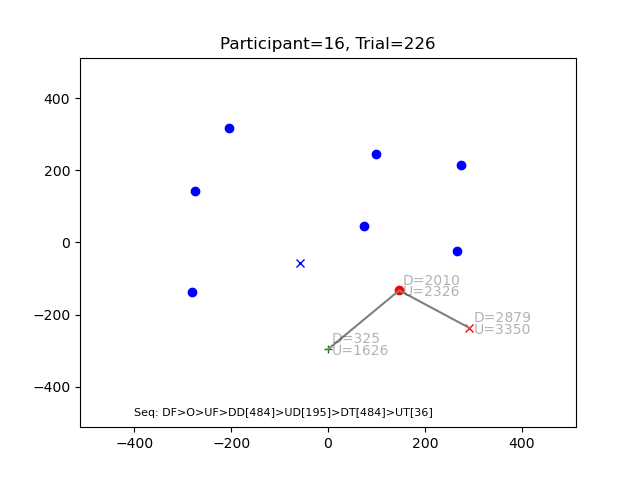 Participant=16, Trial=226
400
200
0
−200
−400
D=2010
U=2326
D=2879
U=3350
D=325
U=1626
Seq: DF>O>UF>DD[484]>UD[195]>DT[484]>UT[36]
−400
−200
0
200
400